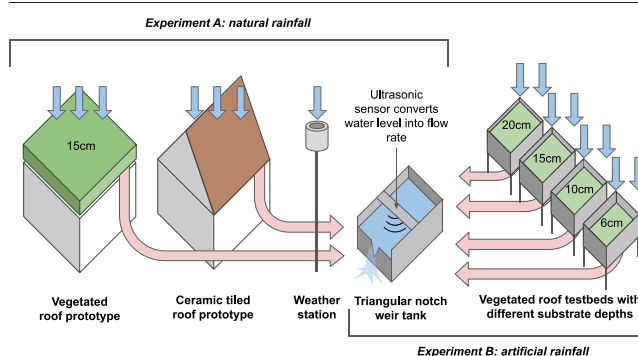 Experiment A: natural rainfall
Ultrasonic
sensor converts
water level into flow
rate
15cm
20cm
15cm
10cm
6cm
Vegetated
roof prototype
Ceramic tiled
roof prototype
Weather
station
Triangular notch
weir tank
Vegetated roof testbeds with
different substrate depths
Experiment B: artificial rainfall